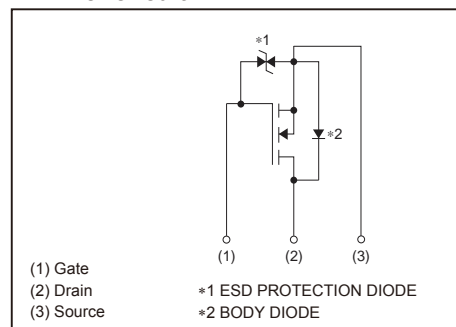 *1
*2
(1) (2) (3)
(1) Gate
(2) Drain
(3) Source
*1 ESD PROTECTION DIODE
*2 BODY DIODE